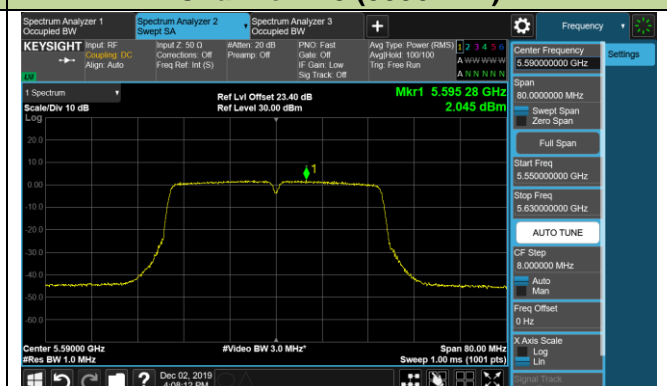 Spectrum Analyzer 1
Occupied BW
Spectrum Analyzer 2
Swept SA
Spectrum Analyzer 3
Occupied BW
+
Frequency
KEYSIGHT
Input: RF
Coupling: DC
Align: Auto
Input Z: 50 Ω
Corrections: Off
Freq Ref: Int (S)
#Atten: 20 dB
Preamp: Off
PNO: Fast
Gate: Off
IF Gain: Low
Sig Track: Off
Avg Type: Power (RMS)
Avg|Hold: 100/100
Trig: Free Run
1 2 3 4 5 6
A W W W W W
A N N N N N
1 Spectrum
Scale/Div 10 dB
Log
Ref Lvl Offset 23.40 dB
Ref Level 30.00 dBm
Mkr1 5.595 28 GHz
2.045 dBm
20.0
10.0
0.00
-10.0
-20.0
-30.0
-40.0
-50.0
-60.0
1
Center 5.59000 GHz
#Res BW 1.0 MHz
#Video BW 3.0 MHz*
Span 80.00 MHz
Sweep 1.00 ms (1001 pts)
Dec 02, 2019
4:08:12 PM
Center Frequency
5.590000000 GHz
Settings
Span
80.0000000 MHz
Swept Span
Zero Span
Full Span
Start Freq
5.550000000 GHz
Stop Freq
5.630000000 GHz
AUTO TUNE
CF Step
8.000000 MHz
Auto
Man
Freq Offset
0 Hz
X Axis Scale
Log
Lin
Signal Track